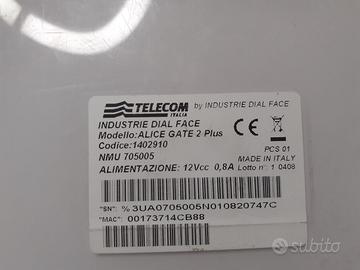 TELECOM
ITALIA
by INDUSTRIE DIAL FACE
INDUSTRIE DIAL FACE
Modello:ALICE GATE 2 Plus
Codice:1402910
NMU 705005
PCS 01
MADE IN ITALY
ALIMENTAZIONE: 12Vcc 0,8A
Lotto n°: 1 0408
"SN": %3UA0705005N010820747C
"MAC": 00173714CB88
subito